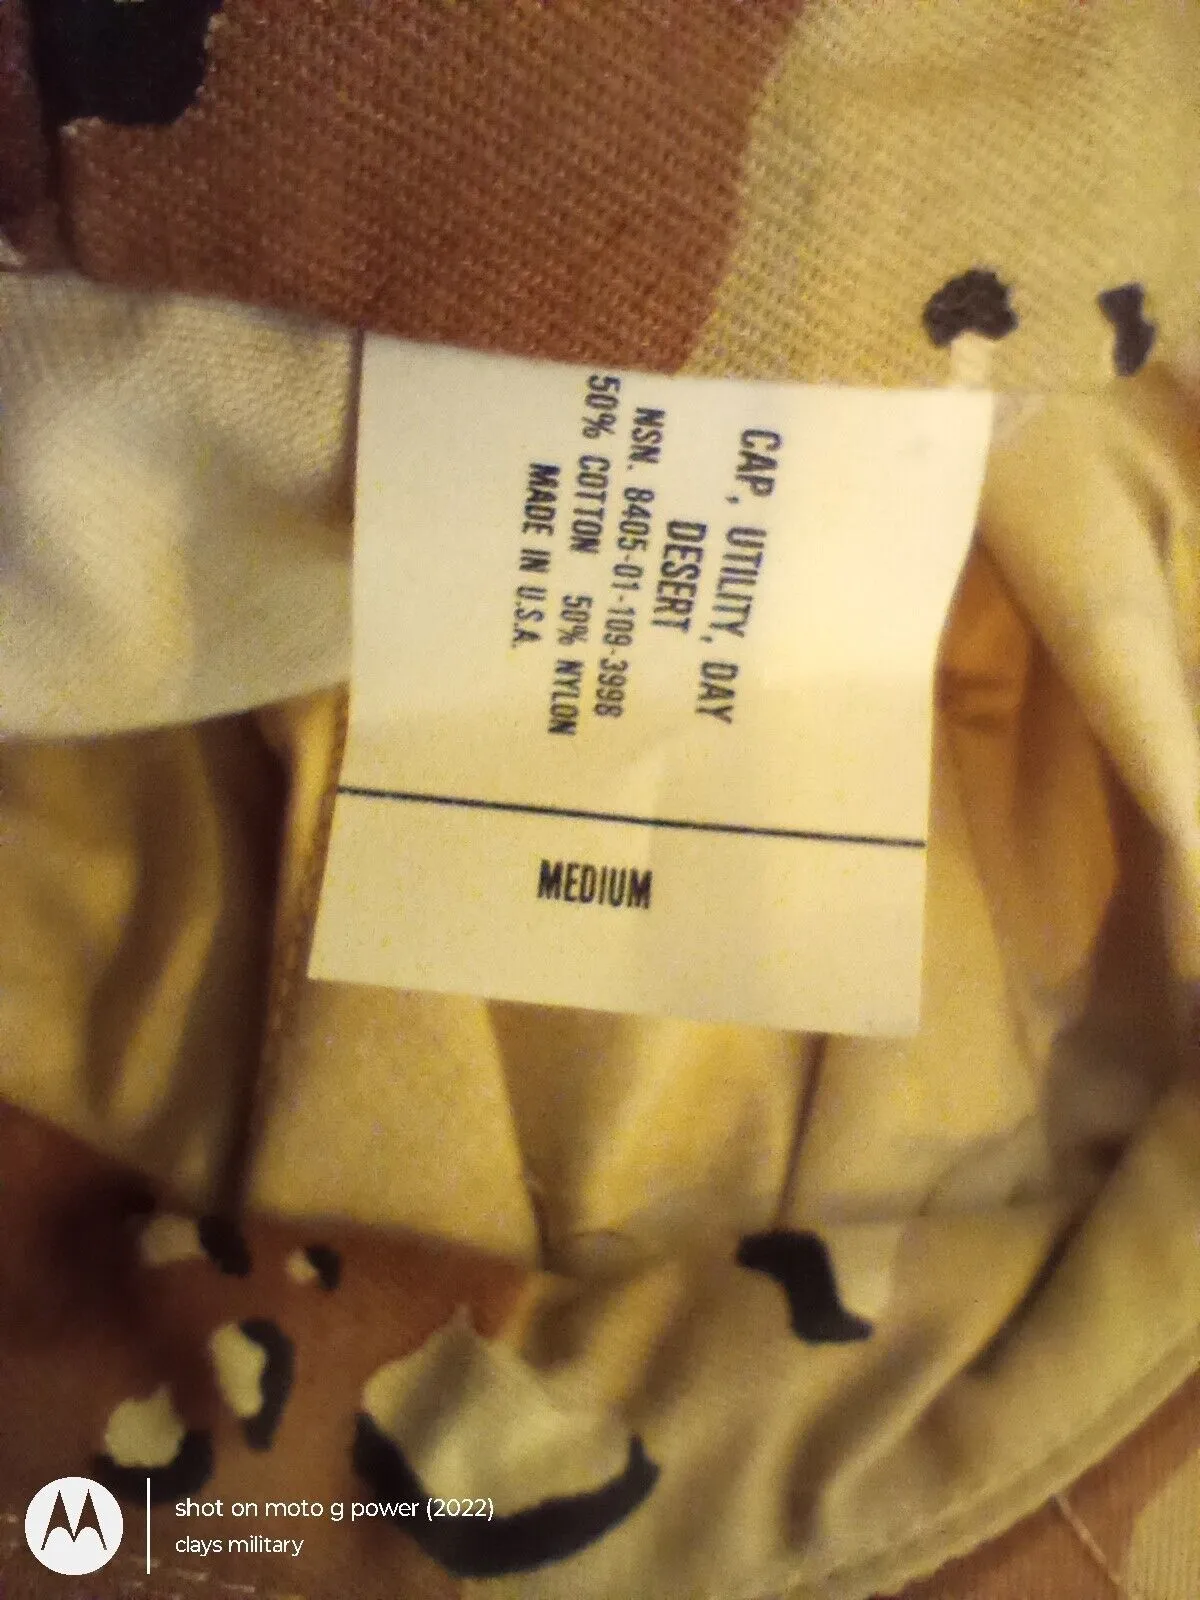 CAP, UTILITY, DAY
DESERT
NSN. 8405-01-109-3998
50% COTTON 50% NYLON
MADE IN U.S.A.
MEDIUM
shot on moto g power (2022)
clays military